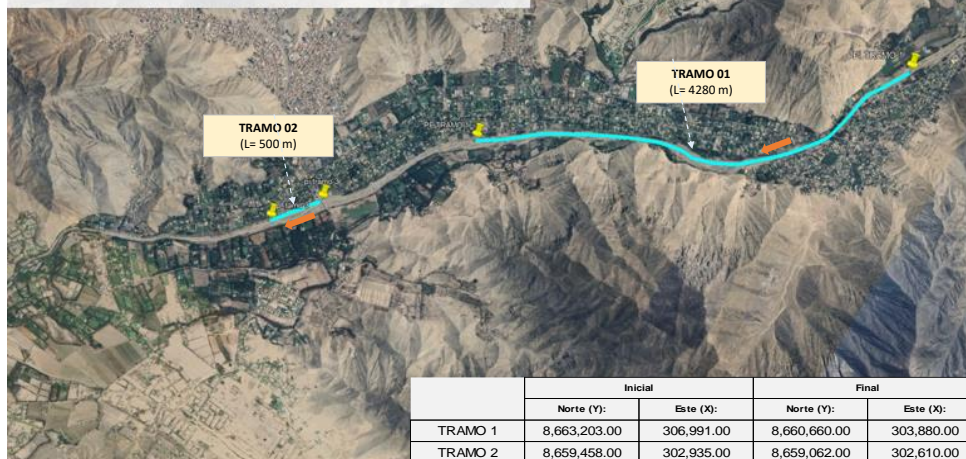 TRAMO 01
(L= 4280 m)
TRAMO 02
(L= 500 m)
Inicial Final
Norte (Y): Este (X): Norte (Y): Este (X):
TRAMO 1 8,663,203.00 306,991.00 8,660,660.00 303,880.00
TRAMO 2 8,659,458.00 302,935.00 8,659,062.00 302,610.00